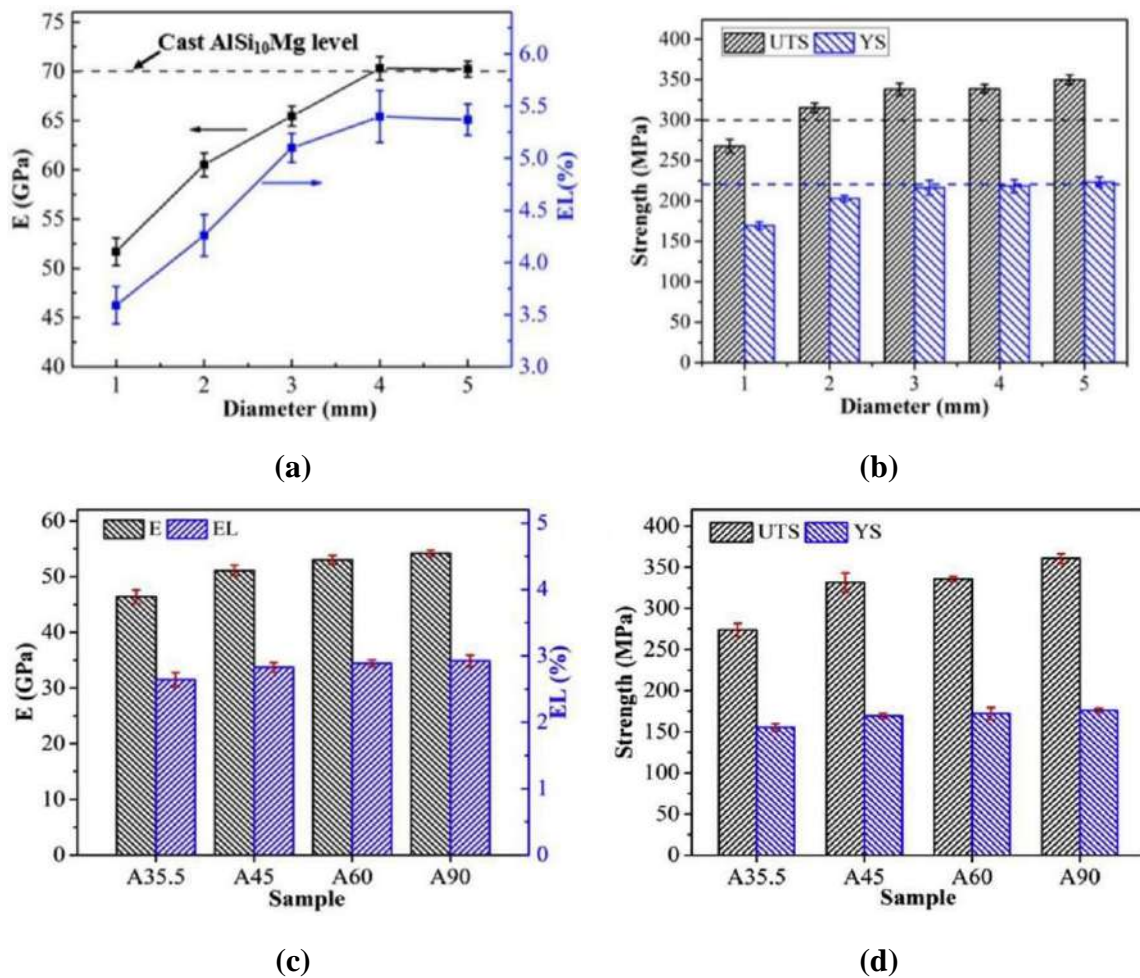 Cast AlSi₁₀Mg level
E (GPa)
75
70
65
60
55
50
45
40
EL(%)
6.0
5.5
5.0
4.5
4.0
3.5
3.0
1 2 3 4 5
Diameter (mm)
(a)
UTS YS
Strength (MPa)
400
350
300
250
200
150
100
50
0
1 2 3 4 5
Diameter (mm)
(b)
E EL
E (GPa)
60
50
40
30
20
10
0
EL (%)
5
4
3
2
1
0
A35.5 A45 A60 A90
Sample
(c)
UTS YS
Strength (MPa)
400
350
300
250
200
150
100
50
0
A35.5 A45 A60 A90
Sample
(d)